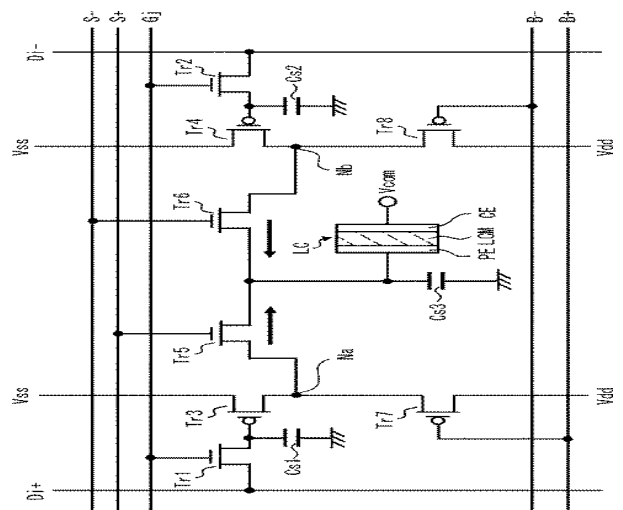 S-
S+
Gj
B-
B+
Di-
Tr2
Cs2
Tr4
Tr8
Vss
Vdd
Nb
Tr6
Vcom
LC
PE LCM CE
Cs3
Tr5
Na
Vss
Vdd
Tr3
Tr7
Cs1
Tr1
Di+